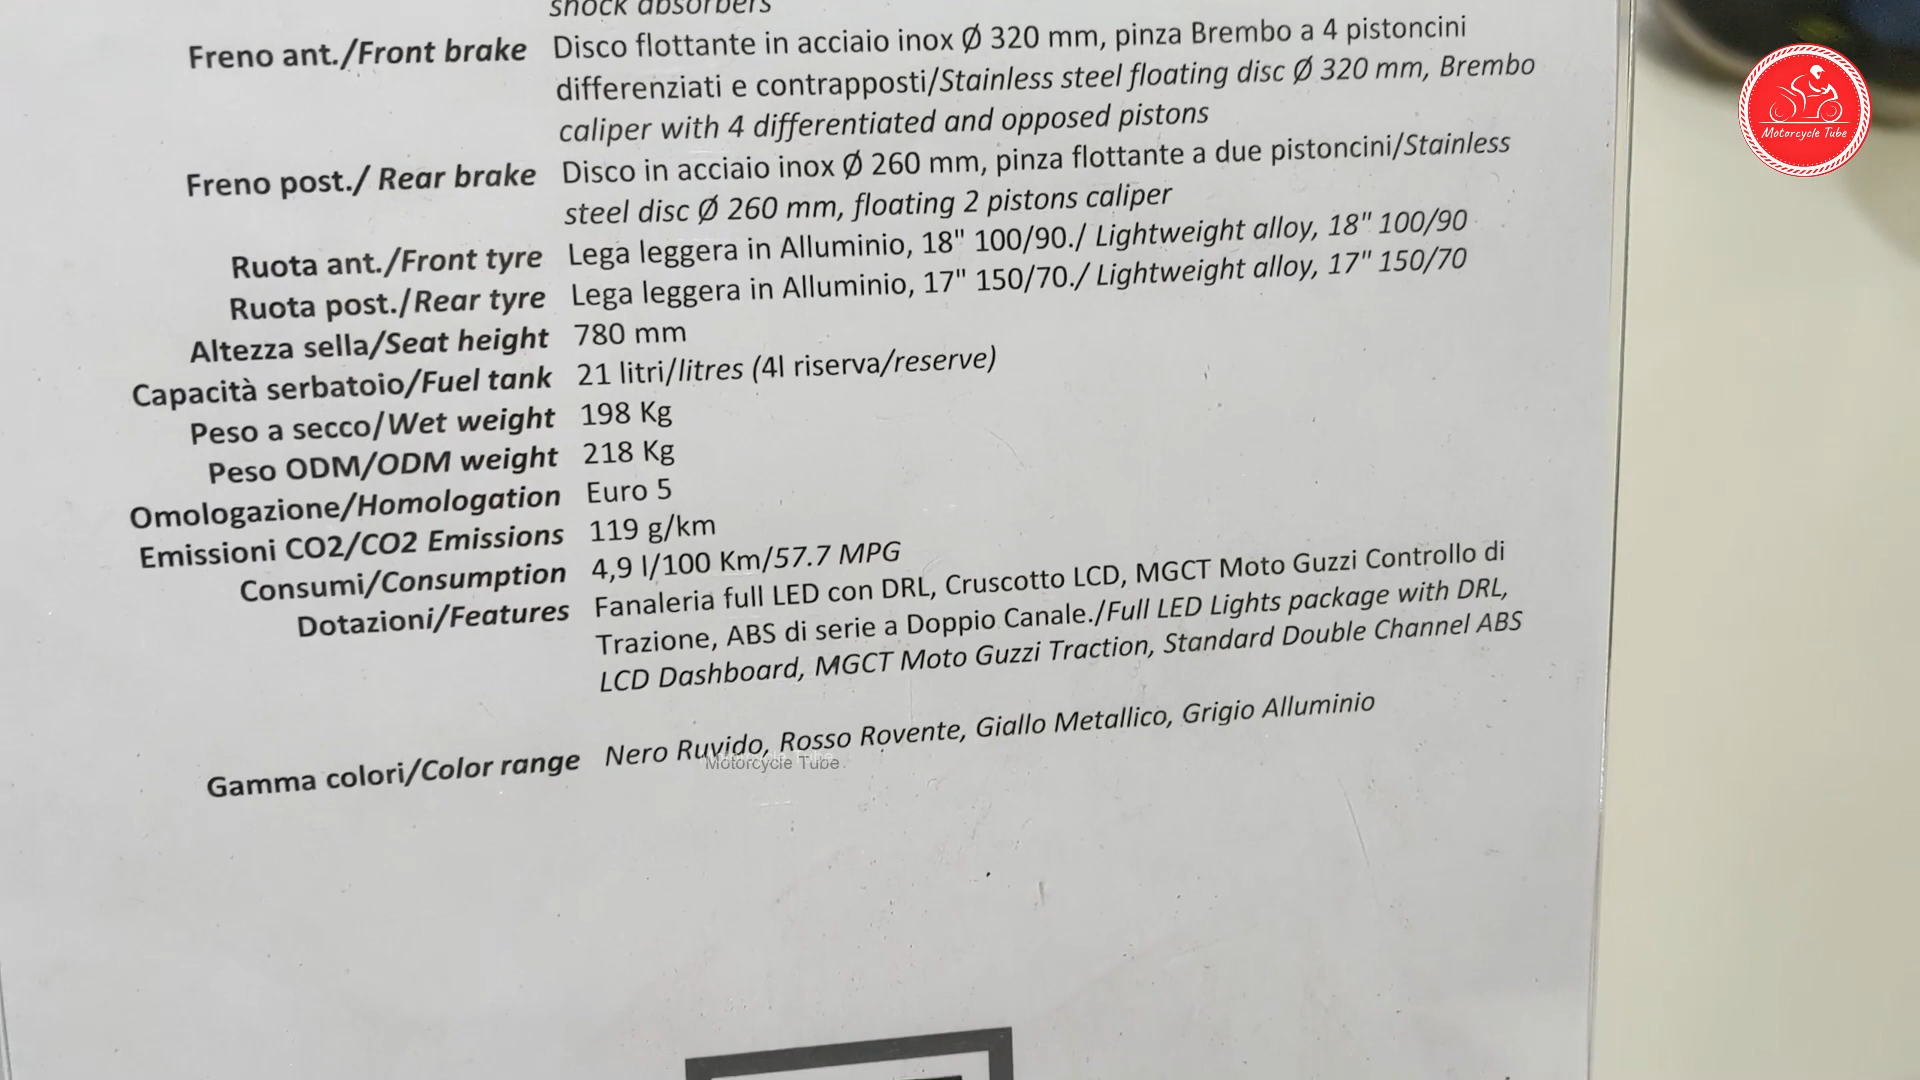 shock absorbers
Freno ant./Front brake Disco flottante in acciaio inox Ø 320 mm, pinza Brembo a 4 pistoncini
differenziati e contrapposti/Stainless steel floating disc Ø 320 mm, Brembo
caliper with 4 differentiated and opposed pistons
Freno post./ Rear brake Disco in acciaio inox Ø 260 mm, pinza flottante a due pistoncini/Stainless
steel disc Ø 260 mm, floating 2 pistons caliper
Ruota ant./Front tyre Lega leggera in Alluminio, 18" 100/90./ Lightweight alloy, 18" 100/90
Ruota post./Rear tyre Lega leggera in Alluminio, 17" 150/70./ Lightweight alloy, 17" 150/70
Altezza sella/Seat height 780 mm
Capacità serbatoio/Fuel tank 21 litri/litres (4l riserva/reserve)
Peso a secco/Wet weight 198 Kg
Peso ODM/ODM weight 218 Kg
Omologazione/Homologation Euro 5
Emissioni CO2/CO2 Emissions 119 g/km
Consumi/Consumption 4,9 l/100 Km/57.7 MPG
Dotazioni/Features Fanaleria full LED con DRL, Cruscotto LCD, MGCT Moto Guzzi Controllo di
Trazione, ABS di serie a Doppio Canale./Full LED Lights package with DRL,
LCD Dashboard, MGCT Moto Guzzi Traction, Standard Double Channel ABS
Gamma colori/Color range Nero Ruvido, Rosso Rovente, Giallo Metallico, Grigio Alluminio
Motorcycle Tube
Motorcycle Tube